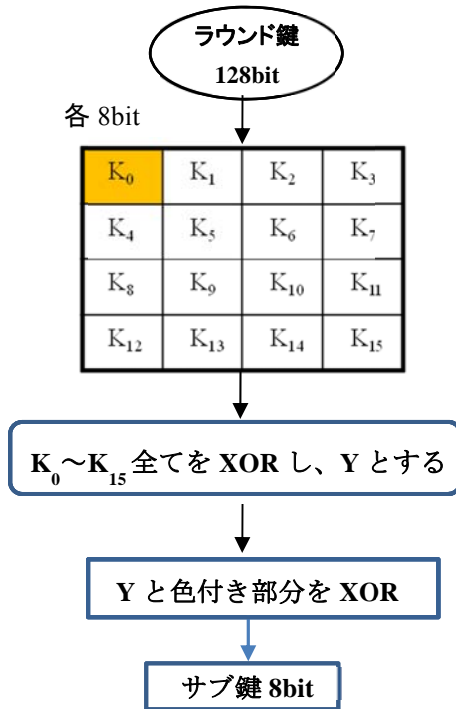 ラウンド鍵
128bit
各 8bit
K₀ K₁ K₂ K₃
K₄ K₅ K₆ K₇
K₈ K₉ K₁₀ K₁₁
K₁₂ K₁₃ K₁₄ K₁₅
K₀～K₁₅ 全てを XOR し、Y とする
Y と色付き部分を XOR
サブ鍵 8bit